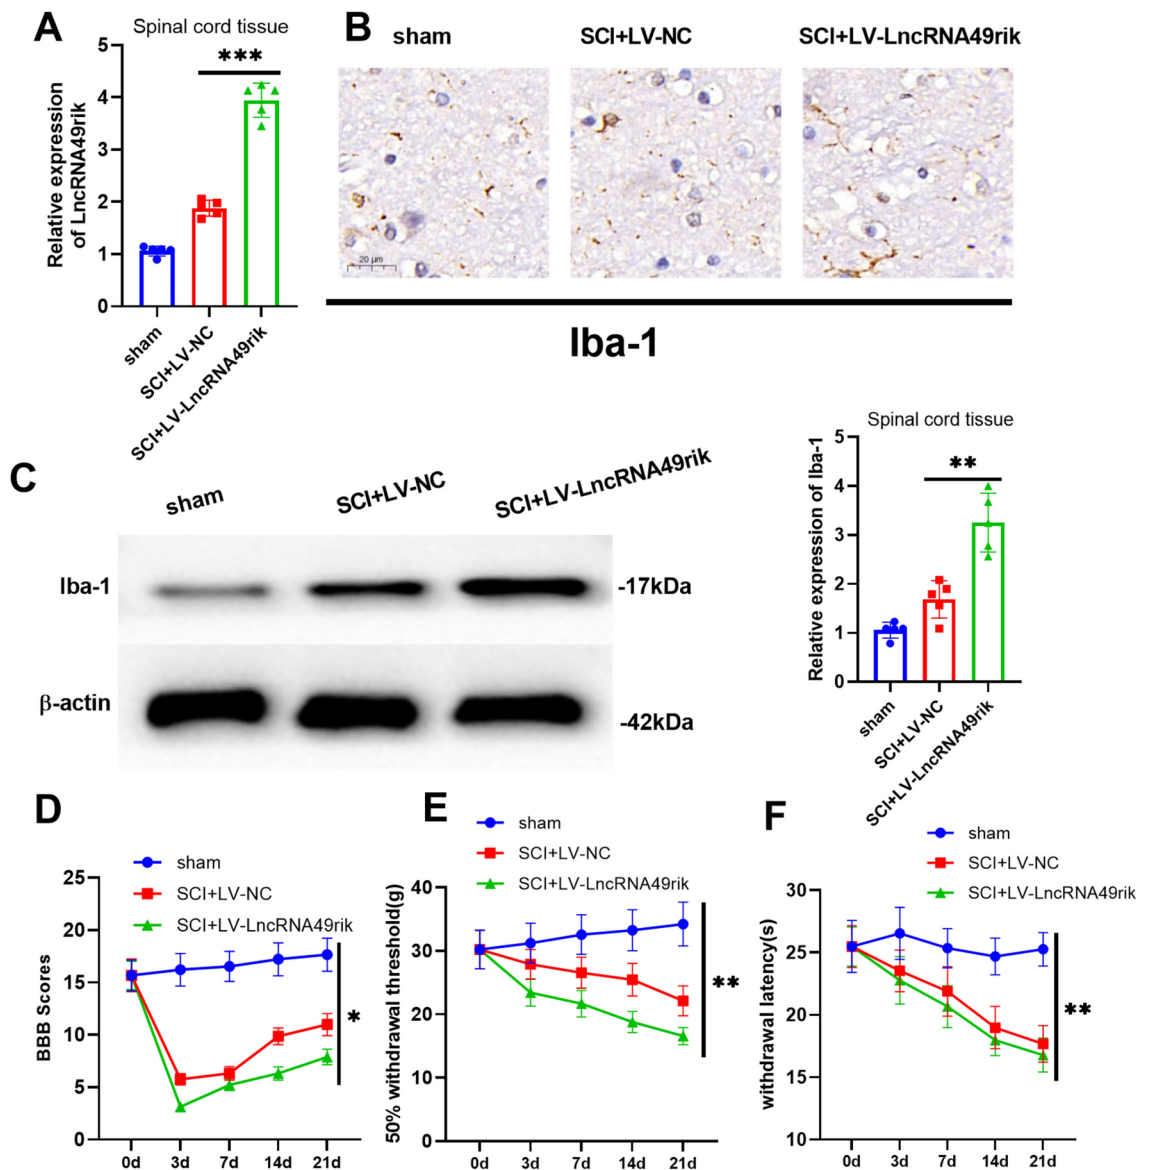 A
Spinal cord tissue
Relative expression
of LncRNA49rik
5
4
3
2
1
0
***
sham
SCI+LV-NC
SCI+LV-LncRNA49rik
B
sham
SCI+LV-NC
SCI+LV-LncRNA49rik
20 μm
Iba-1
C
sham
SCI+LV-NC
SCI+LV-LncRNA49rik
Iba-1
-17kDa
β-actin
-42kDa
Spinal cord tissue
Relative expression of Iba-1
5
4
3
2
1
0
**
sham
SCI+LV-NC
SCI+LV-LncRNA49rik
D
sham
SCI+LV-NC
SCI+LV-LncRNA49rik
BBB Scores
25
20
15
10
5
0
*
0d 3d 7d 14d 21d
E
sham
SCI+LV-NC
SCI+LV-LncRNA49rik
50% withdrawal threshold(g)
40
30
20
10
0
**
0d 3d 7d 14d 21d
F
sham
SCI+LV-NC
SCI+LV-LncRNA49rik
withdrawal latency(s)
30
25
20
15
10
**
0d 3d 7d 14d 21d